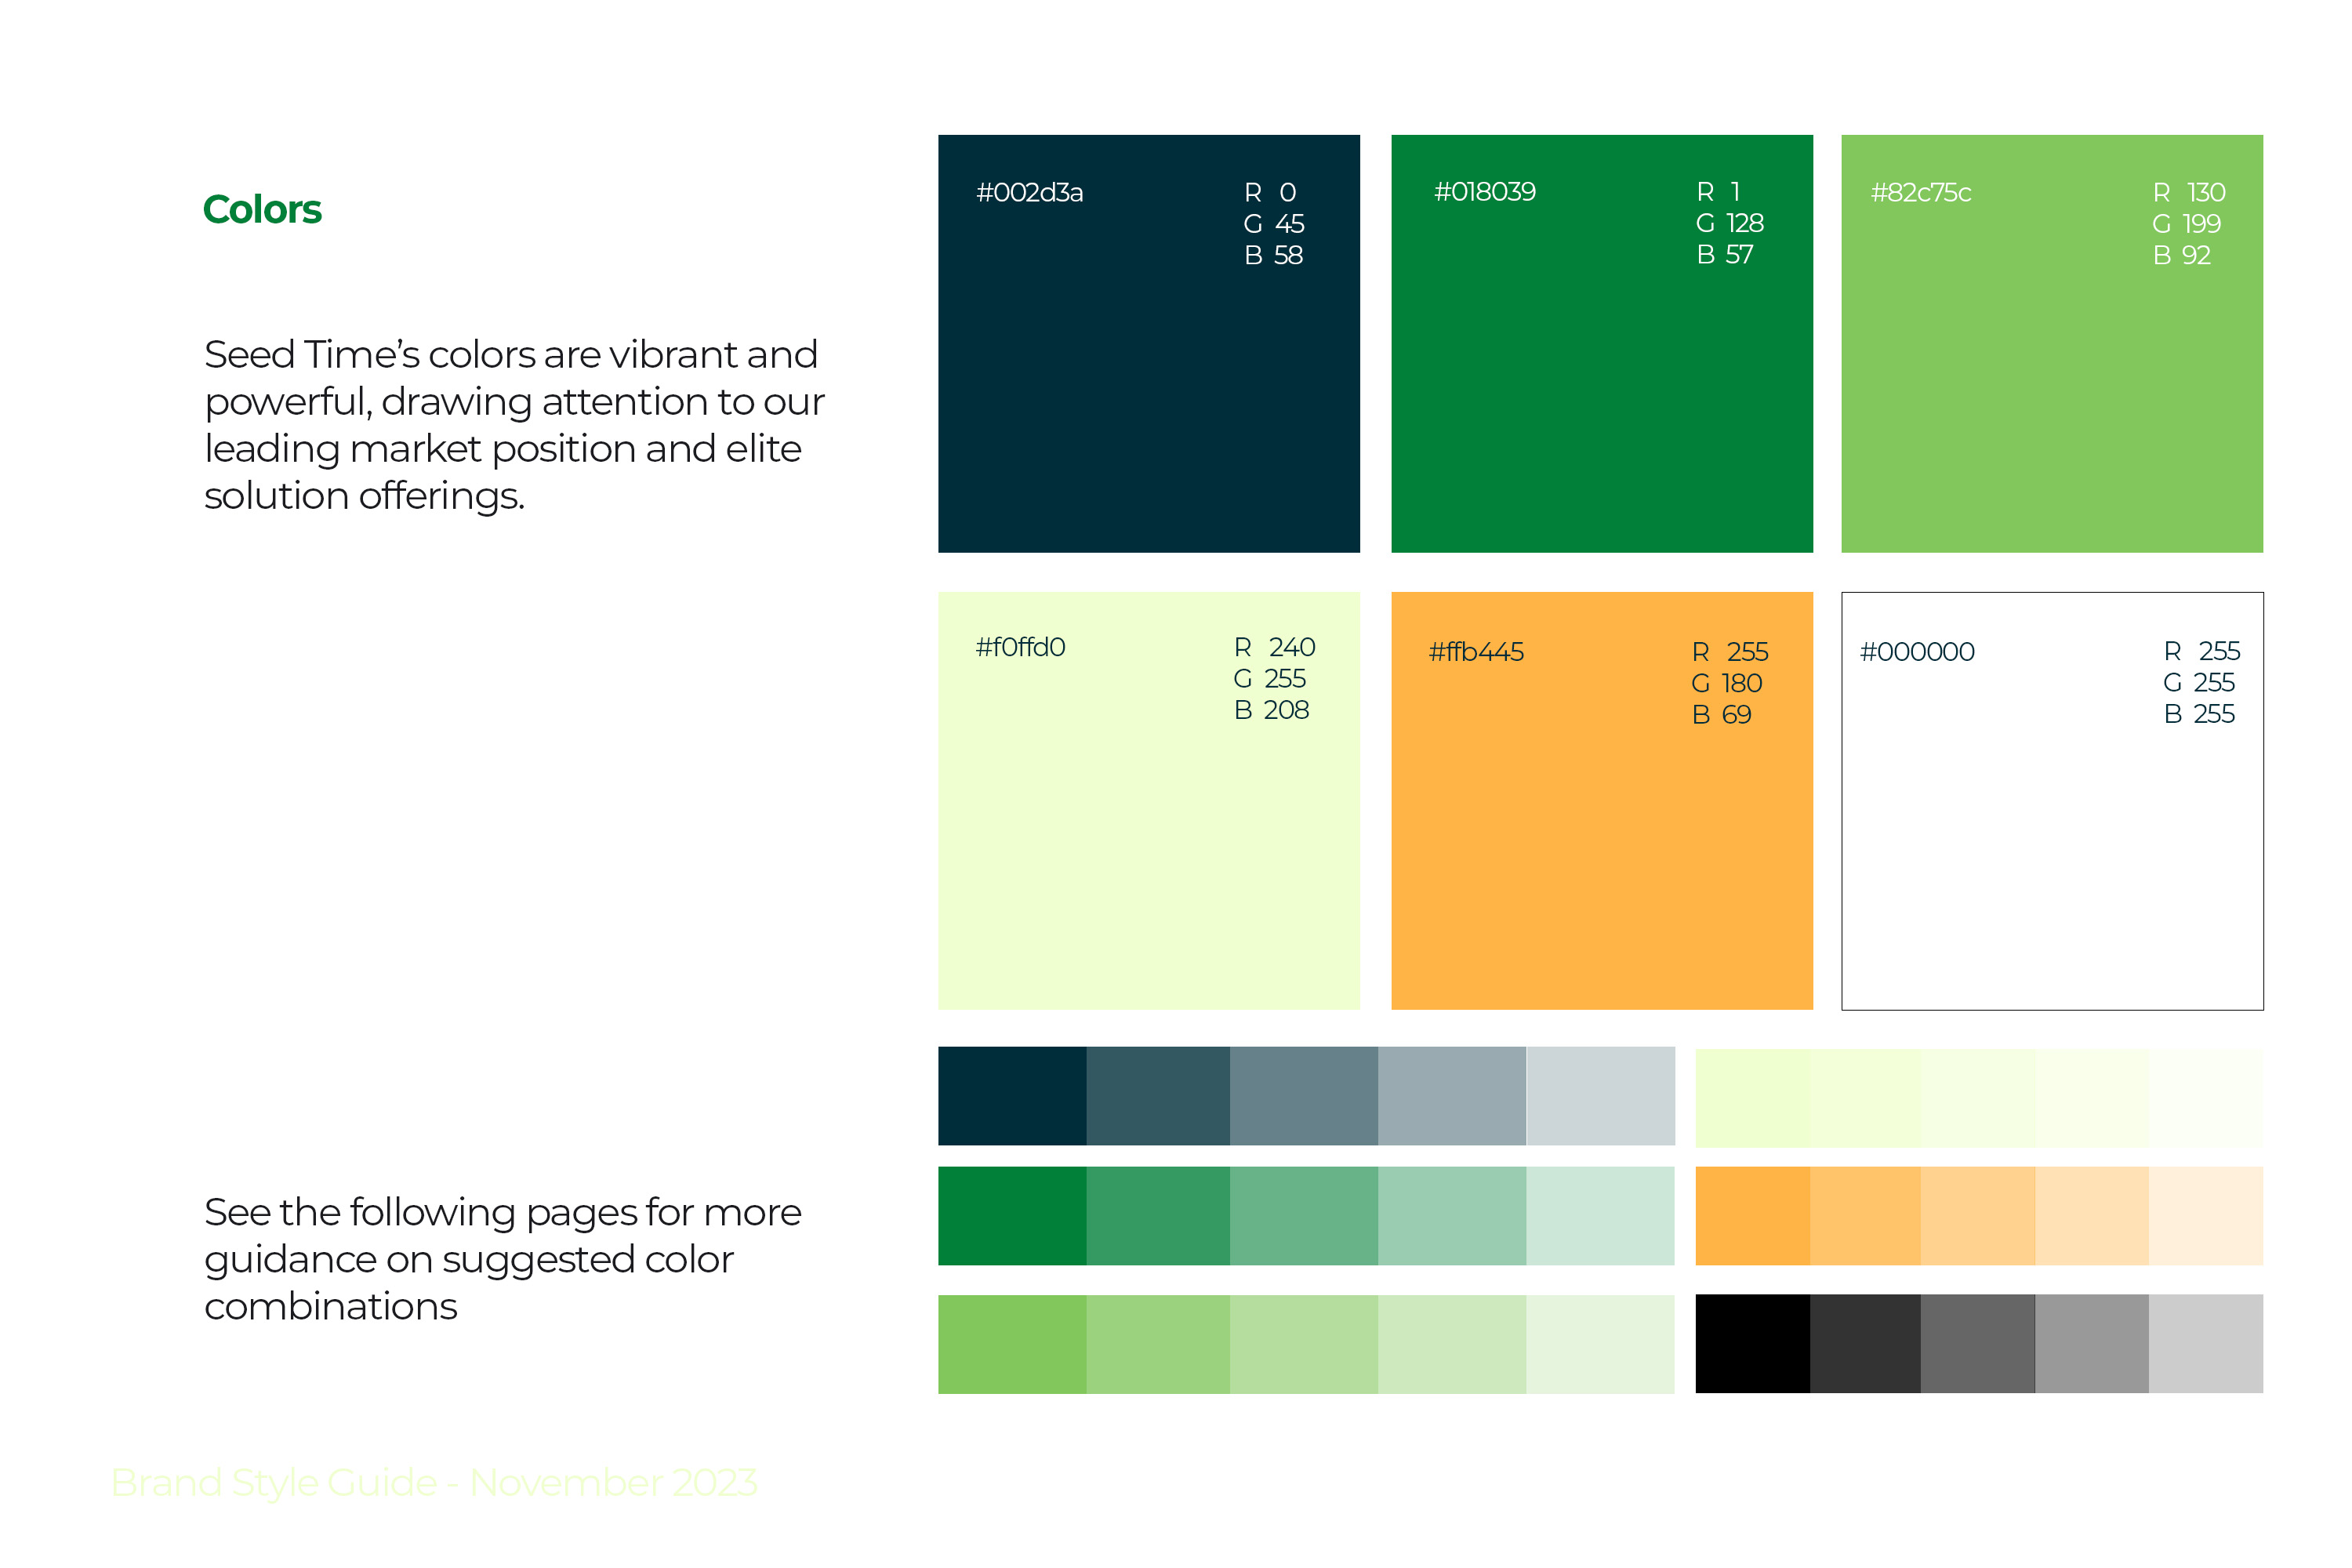 Colors
Seed Time’s colors are vibrant and
powerful, drawing attention to our
leading market position and elite
solution offerings.
#002d3a
R 0
G 45
B 58
#018039
R 1
G 128
B 57
#82c75c
R 130
G 199
B 92
#f0ffd0
R 240
G 255
B 208
#ffb445
R 255
G 180
B 69
#000000
R 255
G 255
B 255
See the following pages for more
guidance on suggested color
combinations
Brand Style Guide - November 2023